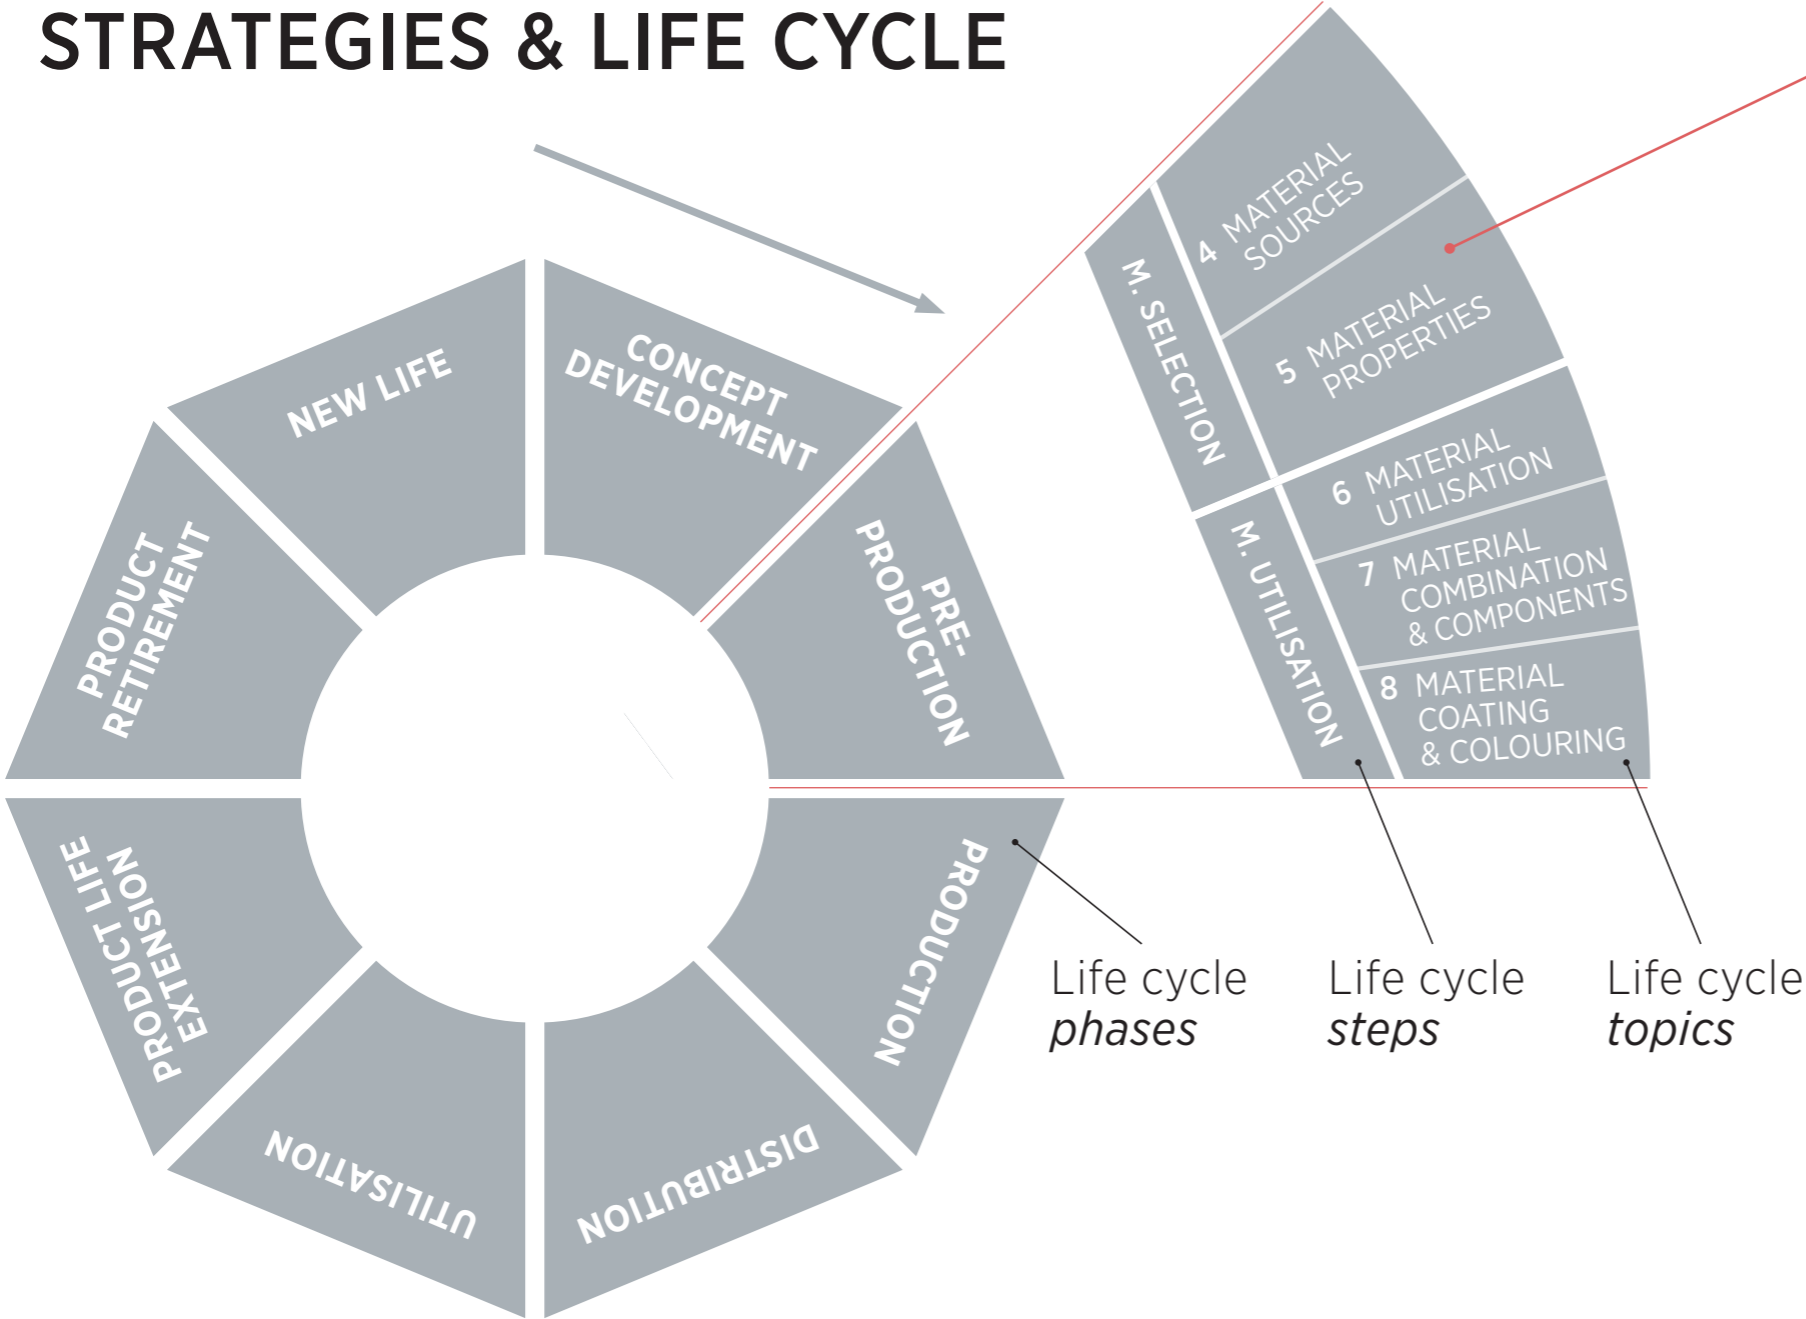 STRATEGIES & LIFE CYCLE
NEW LIFE
CONCEPT
DEVELOPMENT
PRE-
PRODUCTION
PRODUCTION
DISTRIBUTION
UTILISATION
PRODUCT LIFE
EXTENSION
PRODUCT
RETIREMENT
M. SELECTION
4 MATERIAL
SOURCES
5 MATERIAL
PROPERTIES
M. UTILISATION
6 MATERIAL
UTILISATION
7 MATERIAL
COMBINATION
& COMPONENTS
8 MATERIAL
COATING
& COLOURING
Life cycle
phases
Life cycle
steps
Life cycle
topics